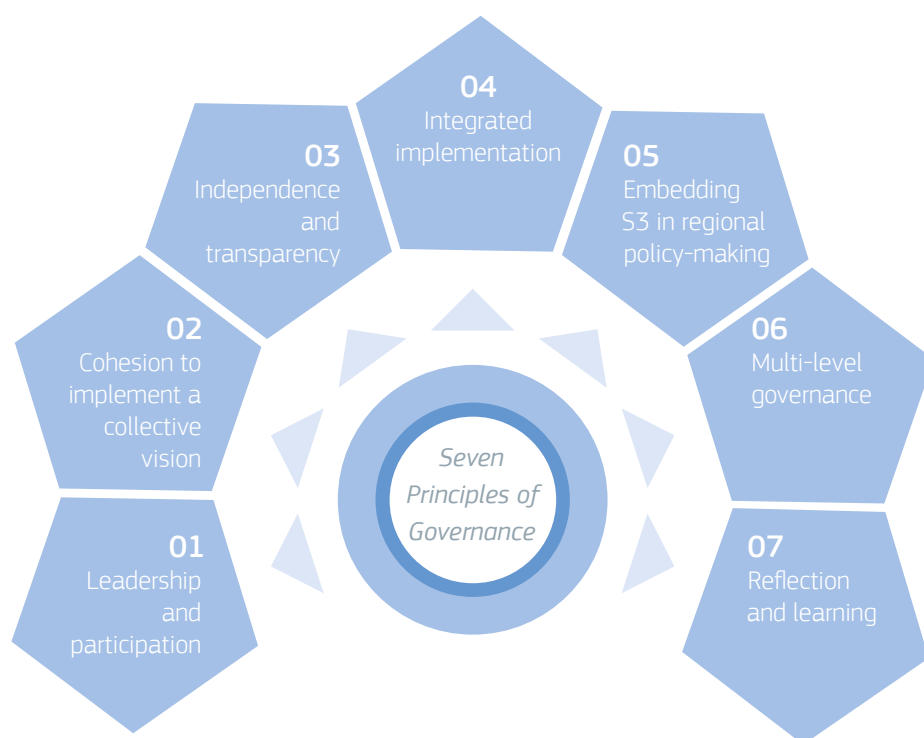 01
Leadership
and
participation
02
Cohesion to
implement a
collective
vision
03
Independence
and
transparency
04
Integrated
implementation
05
Embedding
S3 in regional
policy-making
06
Multi-level
governance
07
Reflection
and learning
Seven
Principles of
Governance